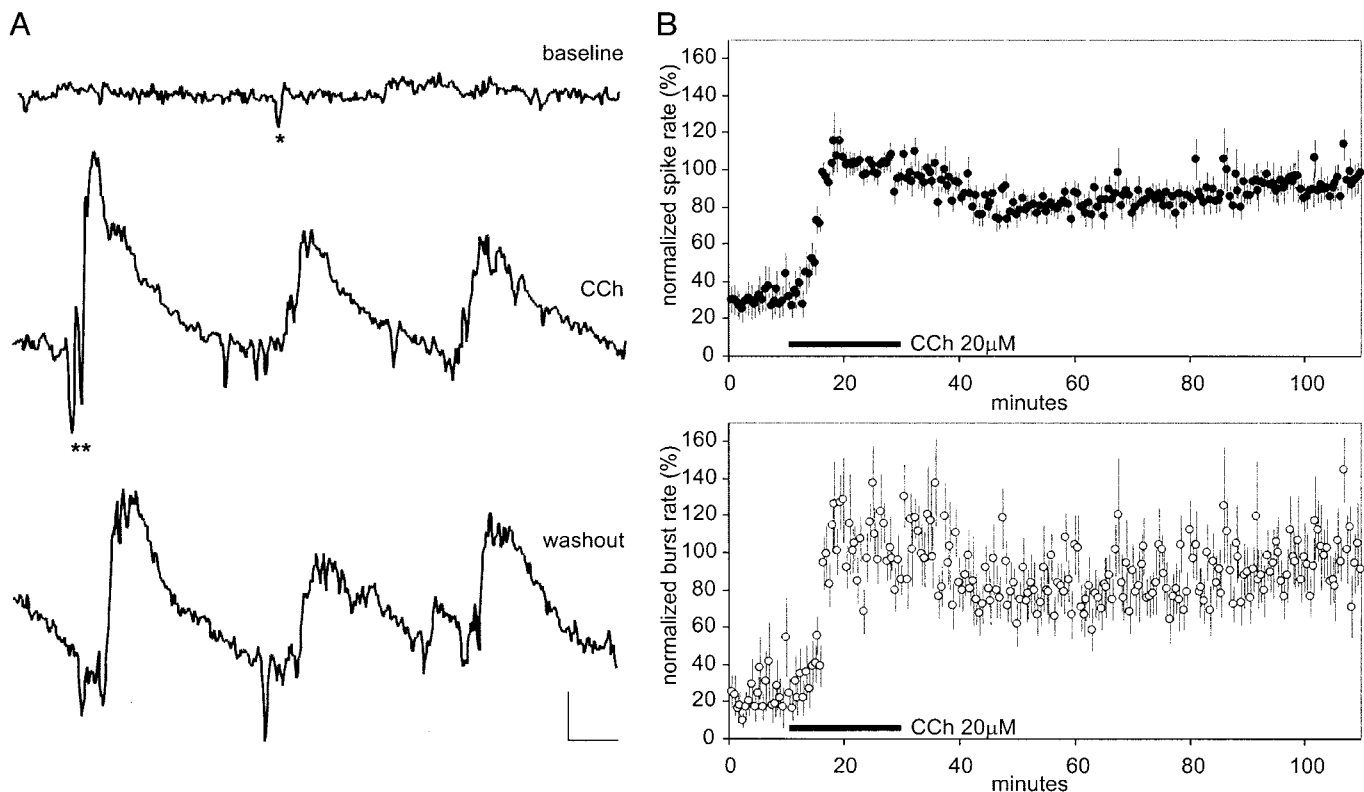 A
baseline
*
CCh
**
washout
B
normalized spike rate (%)
160
140
120
100
80
60
40
20
0
CCh 20μM
0 20 40 60 80 100
minutes
normalized burst rate (%)
160
140
120
100
80
60
40
20
0
CCh 20μM
0 20 40 60 80 100
minutes